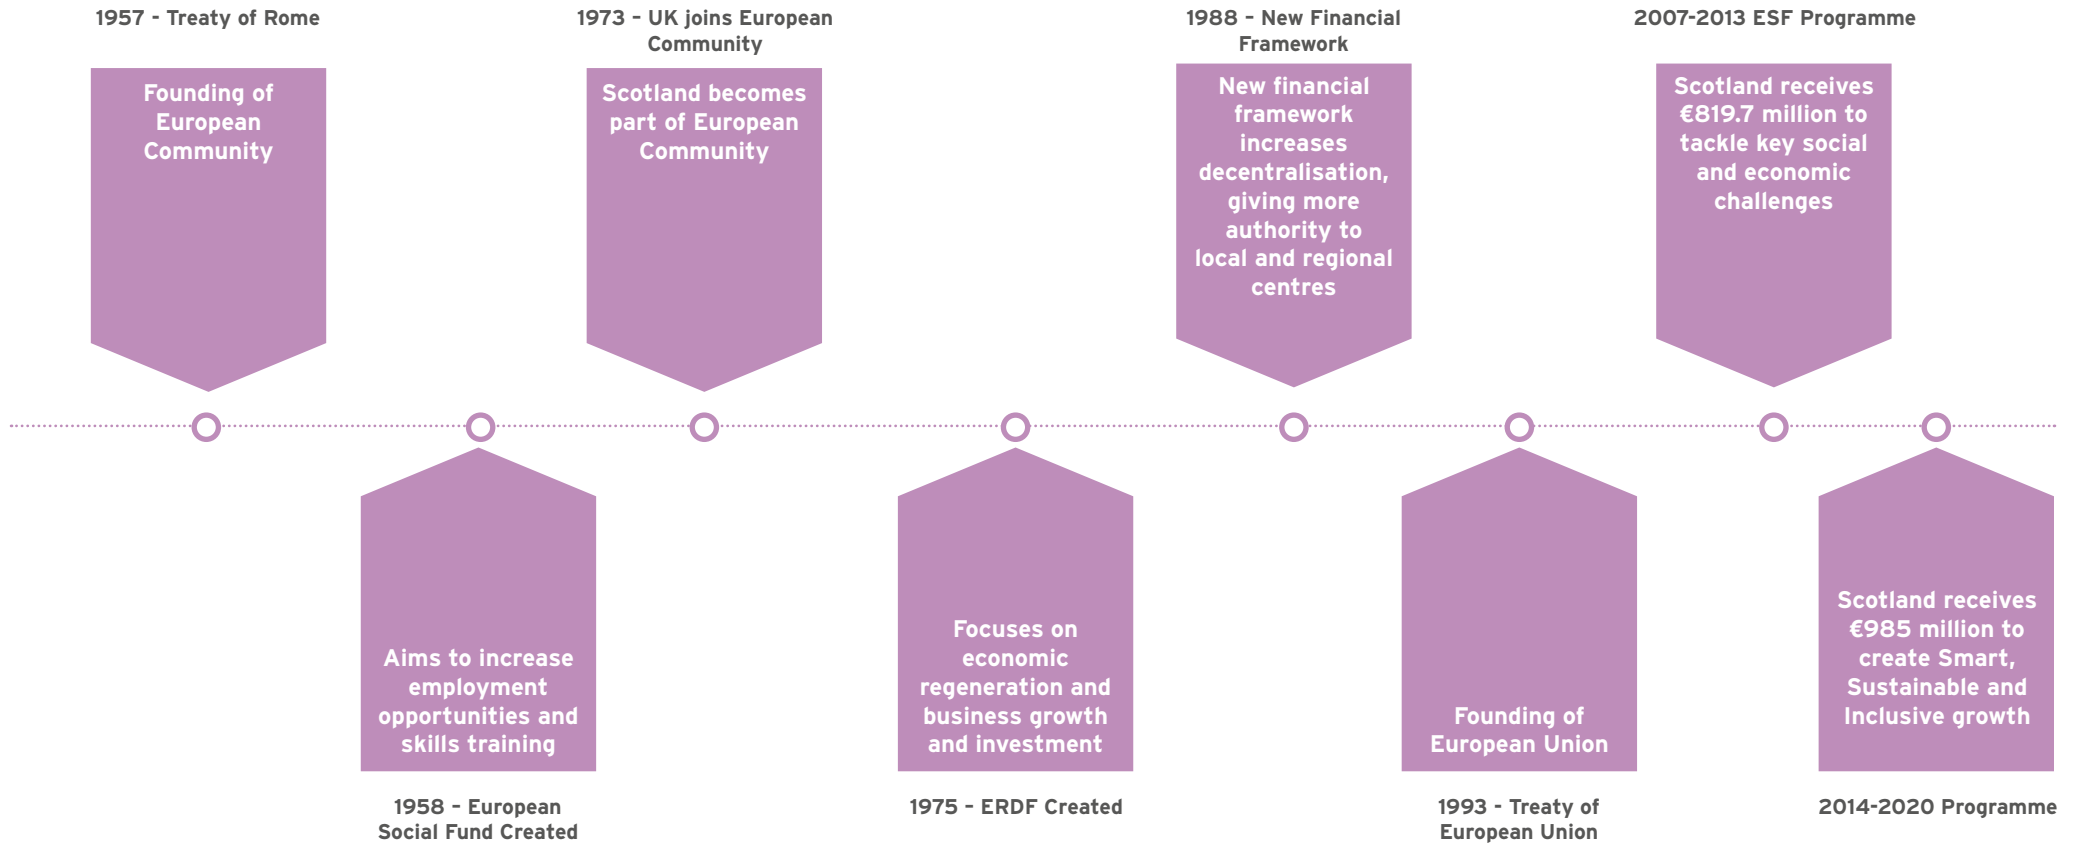 1957 - Treaty of Rome
Founding of
European
Community
1958 – European
Social Fund Created
Aims to increase
employment
opportunities and
skills training
1973 – UK joins European
Community
Scotland becomes
part of European
Community
1975 – ERDF Created
Focuses on
economic
regeneration and
business growth
and investment
1988 – New Financial
Framework
New financial
framework
increases
decentralisation,
giving more
authority to
local and regional
centres
1993 - Treaty of
European Union
Founding of
European Union
2007-2013 ESF Programme
Scotland receives
€819.7 million to
tackle key social
and economic
challenges
2014-2020 Programme
Scotland receives
€985 million to
create Smart,
Sustainable and
Inclusive growth